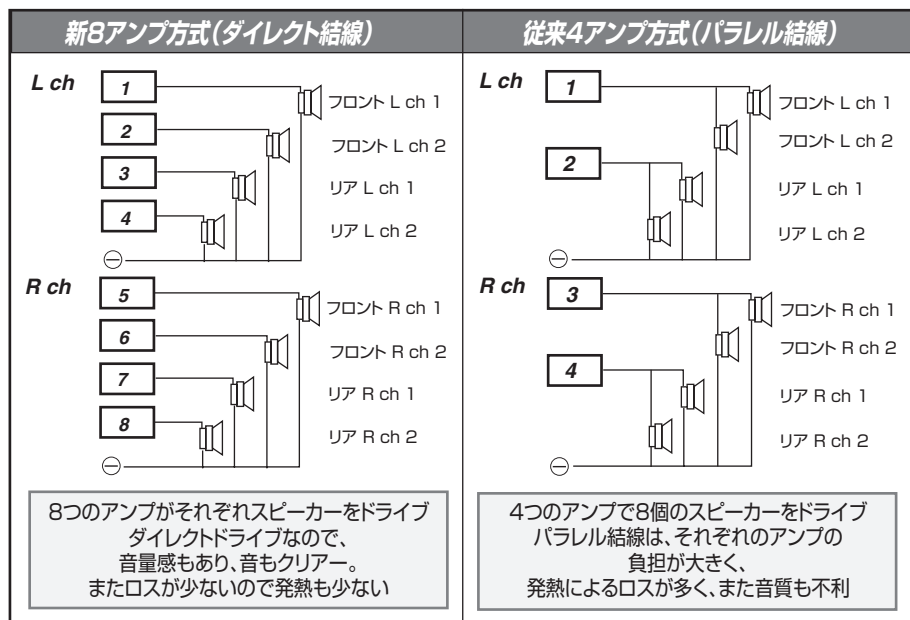 新8アンプ方式(ダイレクト結線)
L ch
1
フロント L ch 1
2
フロント L ch 2
3
リア L ch 1
4
リア L ch 2
⊖
R ch
5
フロント R ch 1
6
フロント R ch 2
7
リア R ch 1
8
リア R ch 2
⊖
8つのアンプがそれぞれスピーカーをドライブ
ダイレクトドライブなので、
音量感もあり、音もクリアー。
またロスが少ないので発熱も少ない
従来4アンプ方式(パラレル結線)
L ch
1
フロント L ch 1
フロント L ch 2
2
リア L ch 1
リア L ch 2
⊖
R ch
3
フロント R ch 1
フロント R ch 2
4
リア R ch 1
リア R ch 2
⊖
4つのアンプで8個のスピーカーをドライブ
パラレル結線は、それぞれのアンプの
負担が大きく、
発熱によるロスが多く、また音質も不利